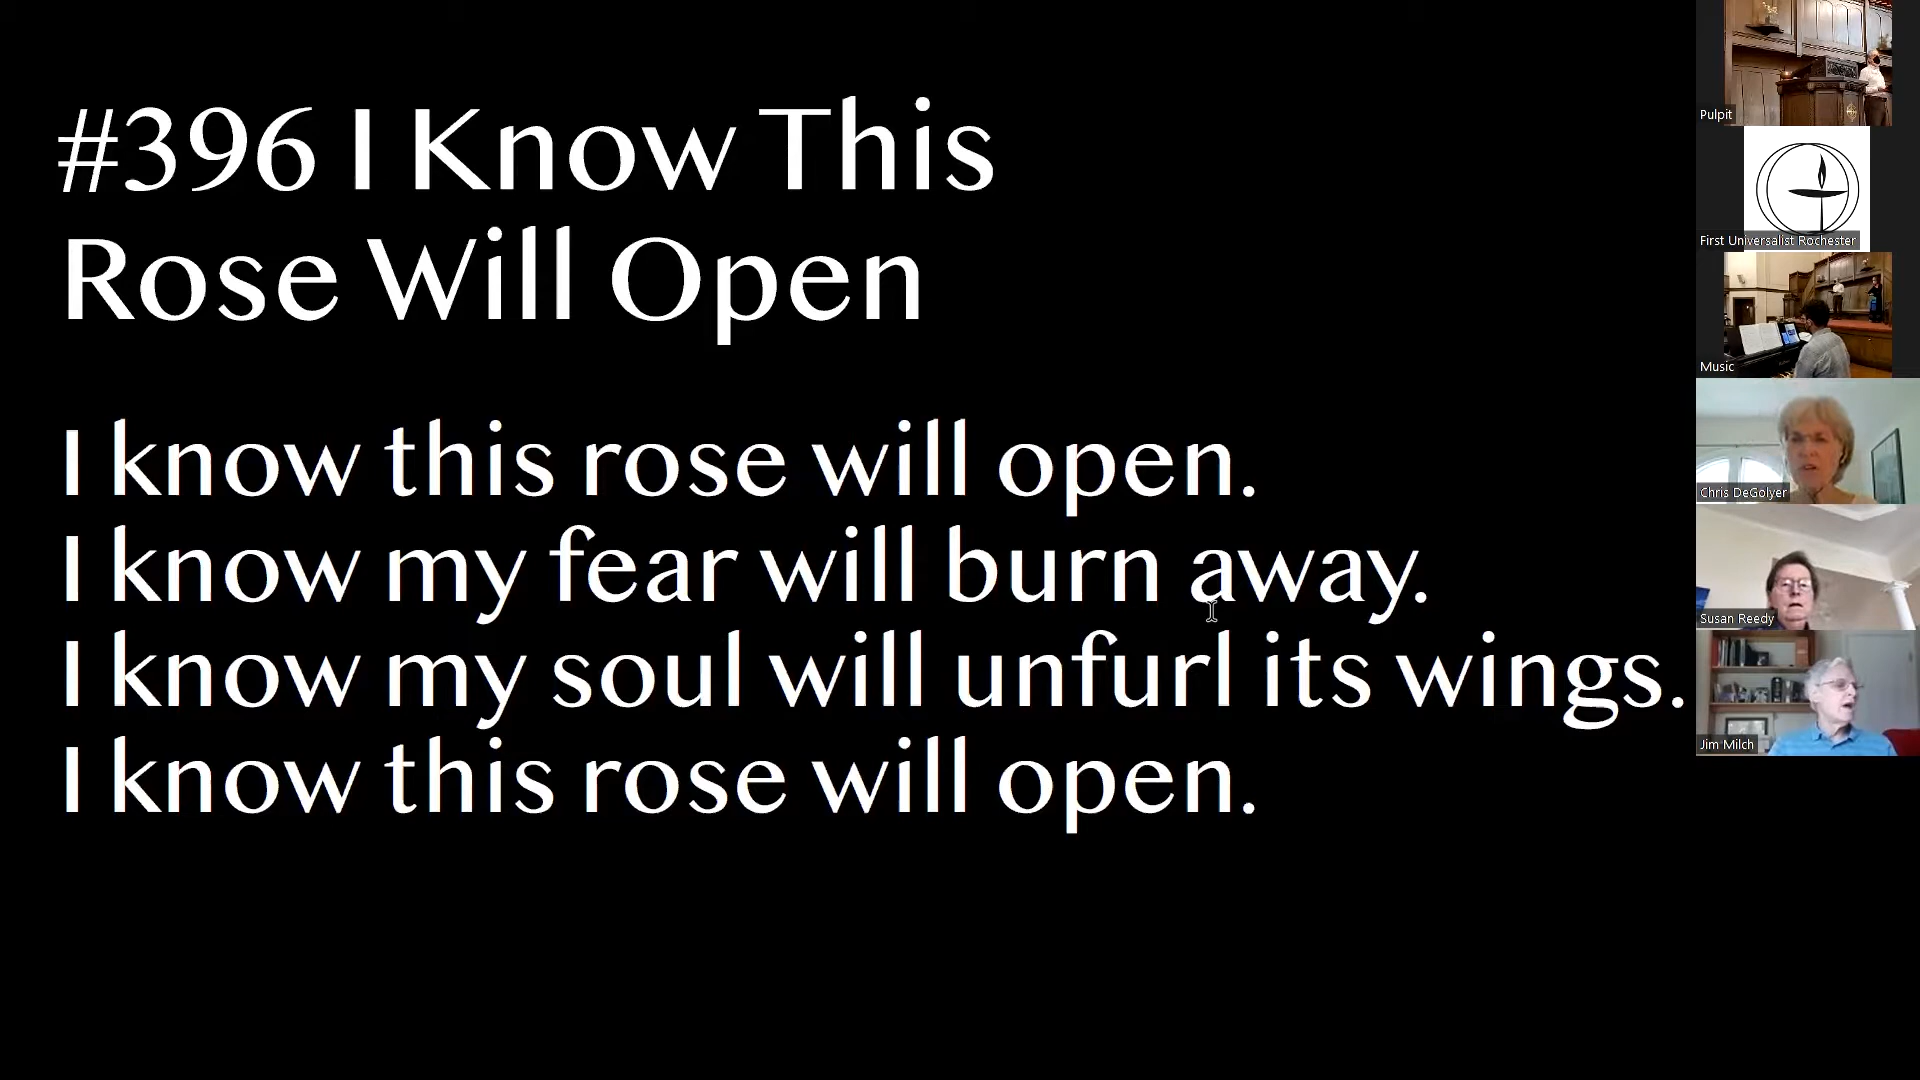 #396 I Know This
Rose Will Open
I know this rose will open.
I know my fear will burn away.
I know my soul will unfurl its wings.
I know this rose will open.
Pulpit
First Universalist Rochester
Music
Chris DeGolyer
Susan Reedy
Jim Milch